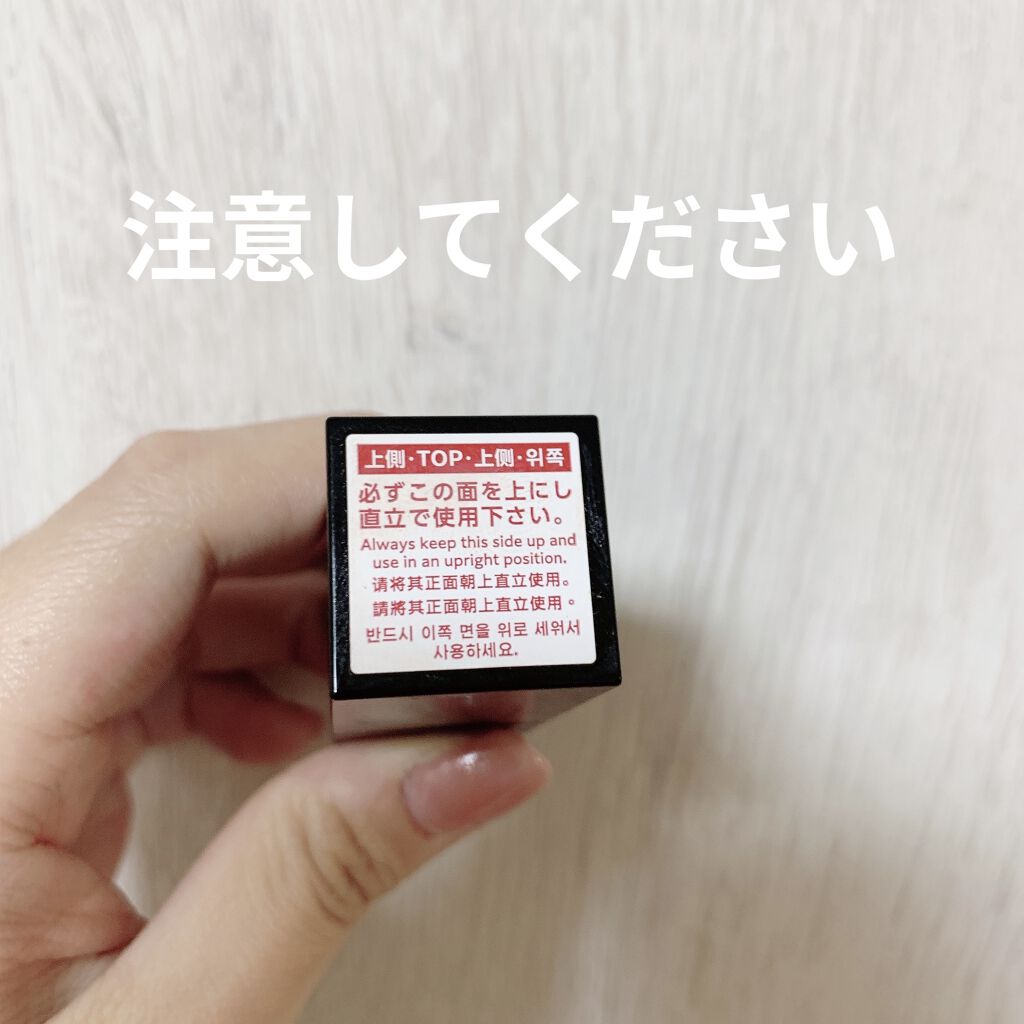 注意してください
上側·TOP·上侧·위쪽
必ずこの面を上にし
直立で使用下さい。
Always keep this side up and
use in an upright position.
请将其正面朝上直立使用。
請將其正面朝上直立使用。
반드시 이쪽 면을 위로 세워서
사용하세요.